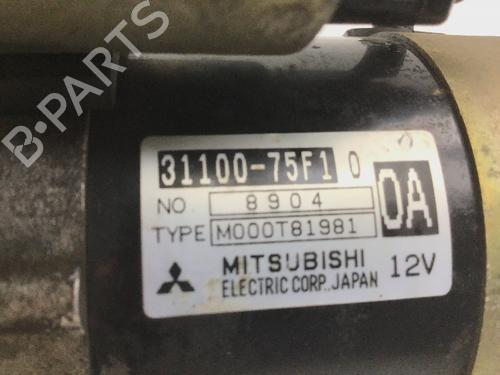 B-PARTS
31100-75F1 0
NO. 8904
TYPE M000T81981
0A
MITSUBISHI
ELECTRIC CORP., JAPAN
12V